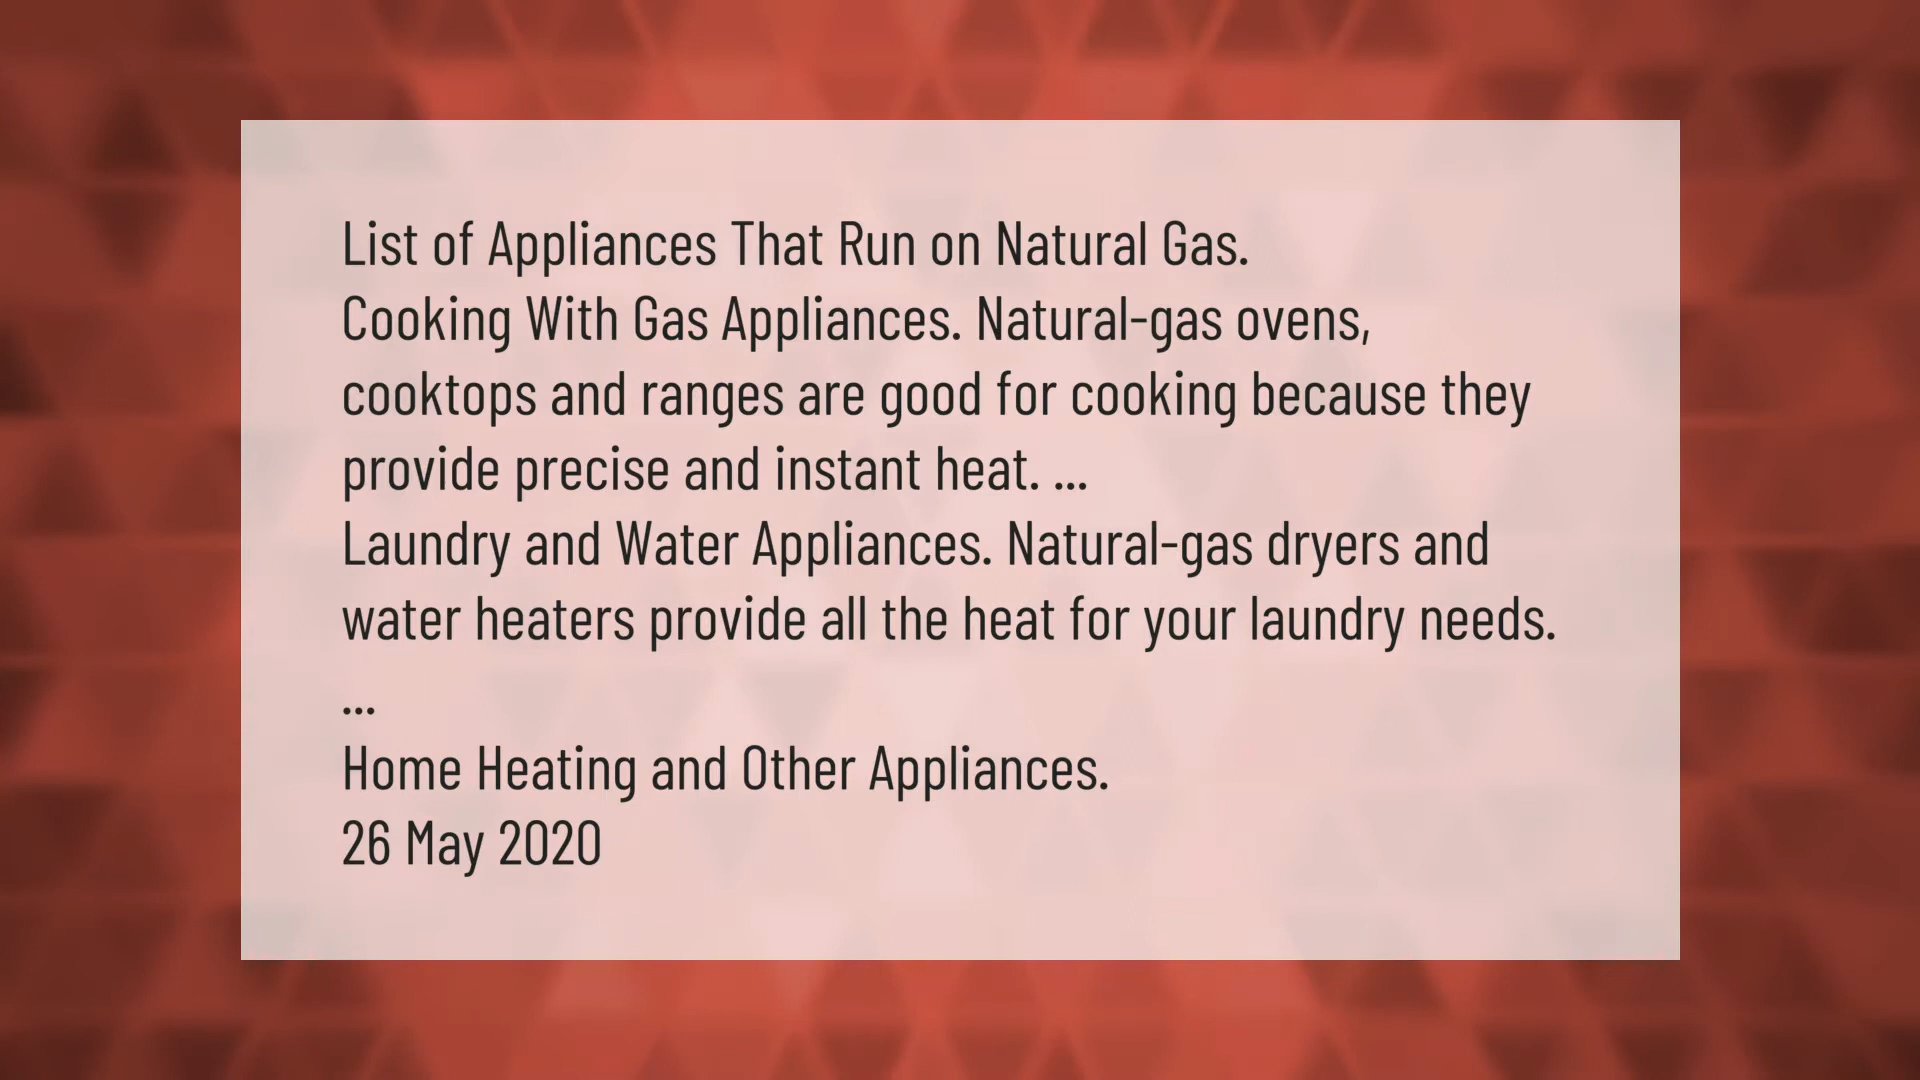 List of Appliances That Run on Natural Gas.
Cooking With Gas Appliances. Natural-gas ovens,
cooktops and ranges are good for cooking because they
provide precise and instant heat. ...
Laundry and Water Appliances. Natural-gas dryers and
water heaters provide all the heat for your laundry needs.
...
Home Heating and Other Appliances.
26 May 2020